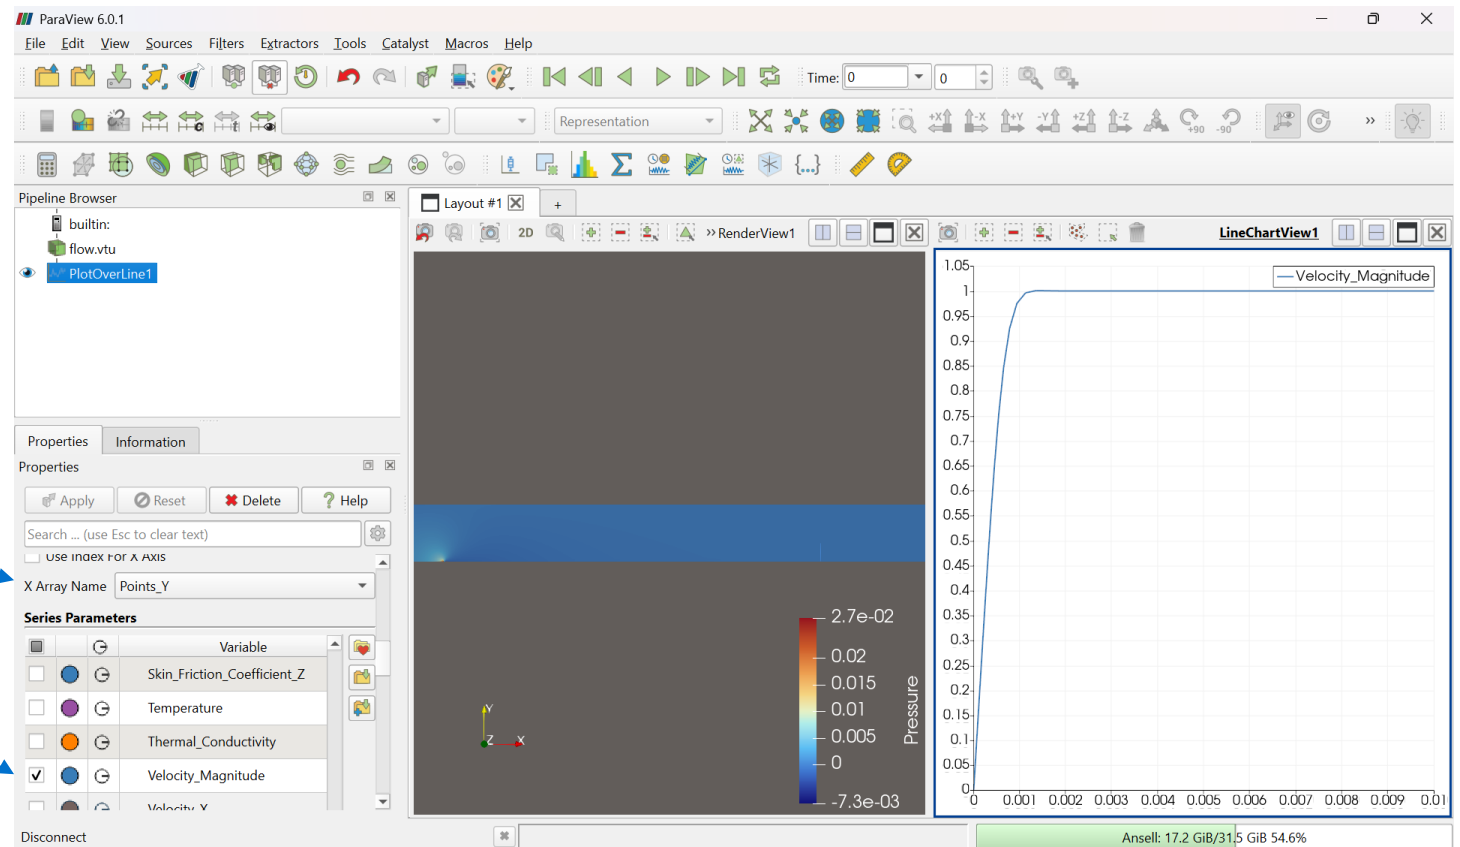 ParaView 6.0.1
File Edit View Sources Filters Extractors Tools Catalyst Macros Help
Time: 0 0
Representation
+X -X +Y -Y +Z -Z +90 -90 »
Pipeline Browser
builtin:
flow.vtu
PlotOverLine1
Properties Information
Properties
Apply Reset Delete ? Help
Search ... (use Esc to clear text)
Use Index For X Axis
X Array Name Points_Y
Series Parameters
Variable
Skin_Friction_Coefficient_Z
Temperature
Thermal_Conductivity
Velocity_Magnitude
Velocity_X
Disconnect
Layout #1 +
2D »RenderView1
LineChartView1
2.7e-02
0.02
0.015
0.01
0.005
0
-7.3e-03
Pressure
Y
Z X
Velocity_Magnitude
1.05
1
0.95
0.9
0.85
0.8
0.75
0.7
0.65
0.6
0.55
0.5
0.45
0.4
0.35
0.3
0.25
0.2
0.15
0.1
0.05
0
0 0.001 0.002 0.003 0.004 0.005 0.006 0.007 0.008 0.009 0.01
Ansell: 17.2 GiB/31.5 GiB 54.6%